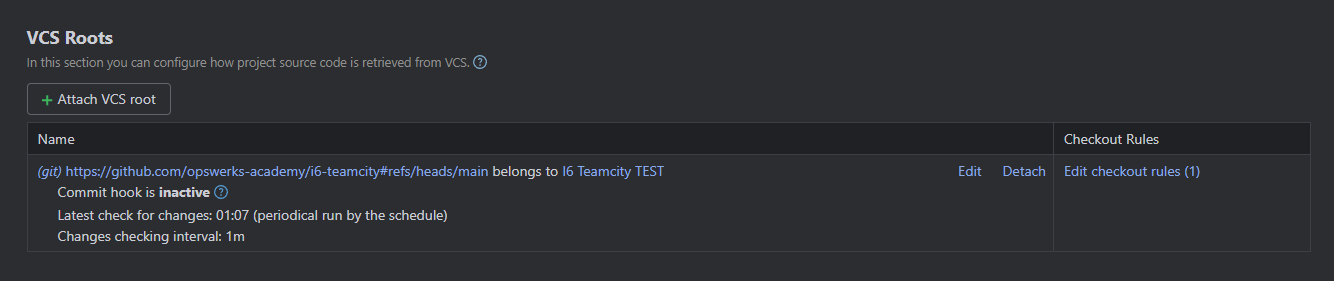 VCS Roots
In this section you can configure how project source code is retrieved from VCS. ?
+ Attach VCS root
Name Checkout Rules
(git) https://github.com/opswerks-academy/i6-teamcity#refs/heads/main belongs to I6 Teamcity TEST Edit Detach Edit checkout rules (1)
Commit hook is inactive ?
Latest check for changes: 01:07 (periodical run by the schedule)
Changes checking interval: 1m